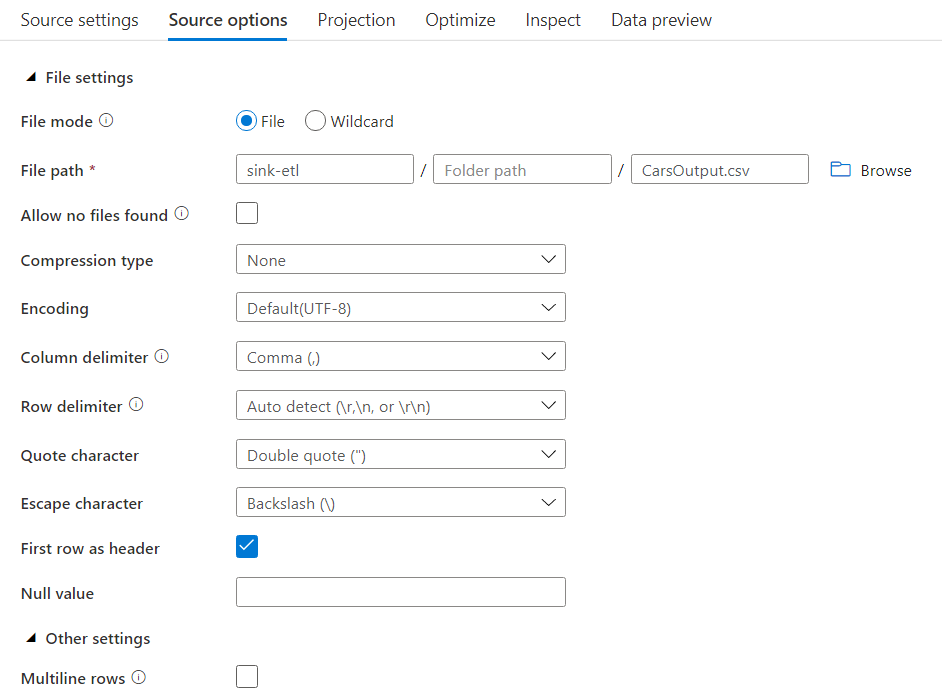 Source settings Source options Projection Optimize Inspect Data preview
File settings
File mode File Wildcard
File path * sink-etl / Folder path / CarsOutput.csv Browse
Allow no files found
Compression type None
Encoding Default(UTF-8)
Column delimiter Comma (,)
Row delimiter Auto detect (\r,\n, or \r\n)
Quote character Double quote (")
Escape character Backslash (\)
First row as header
Null value
Other settings
Multiline rows